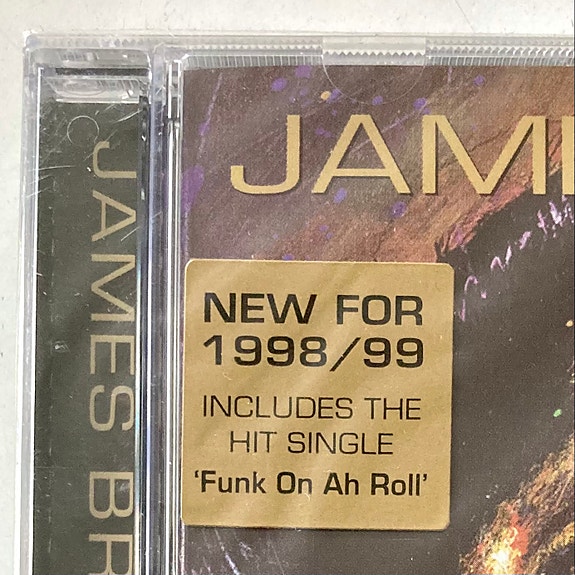 JAMES BR
JAM
NEW FOR
1998/99
INCLUDES THE
HIT SINGLE
'Funk On Ah Roll'